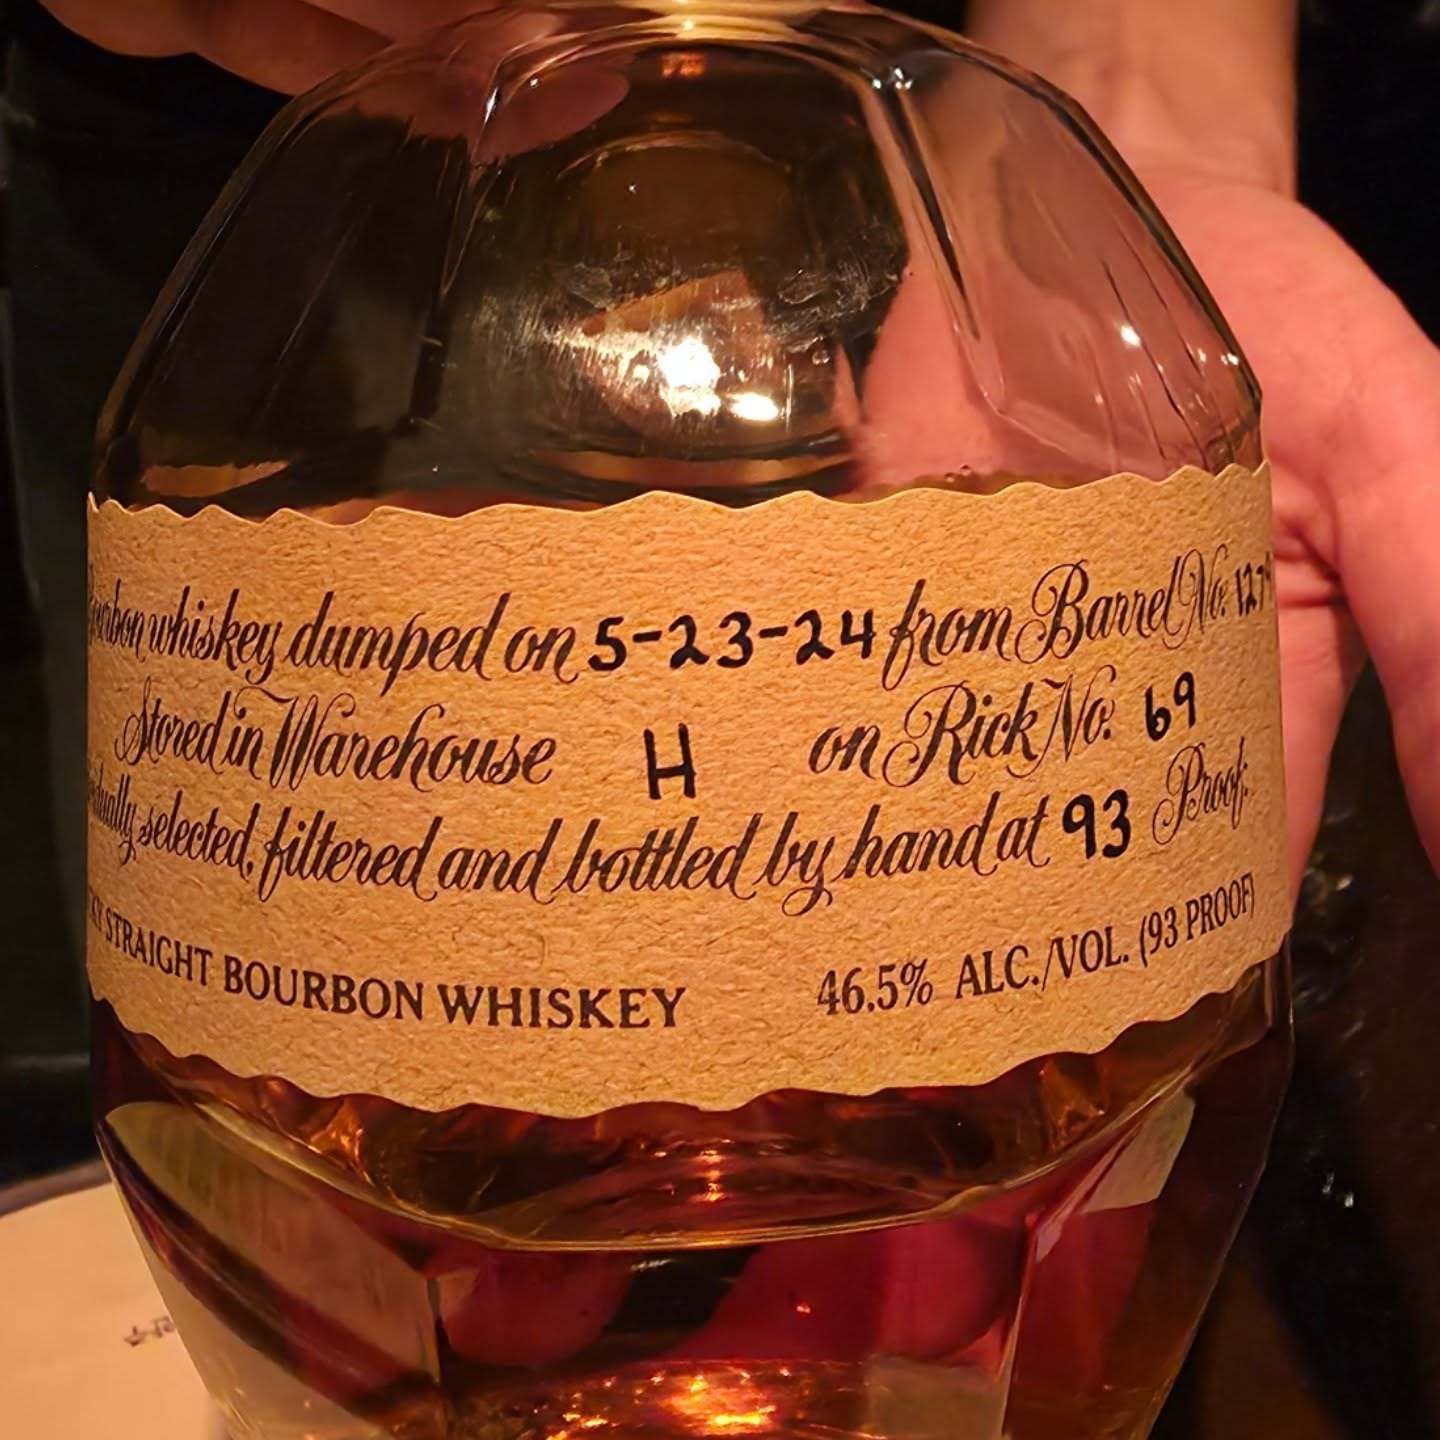 whiskey dumped on 5-23-24 from Barrel No.
Stored in Warehouse H on Rick No. 69
selected, filtered and bottled by hand at 93 Proof.
STRAIGHT BOURBON WHISKEY 46.5% ALC./VOL. (93 PROOF)